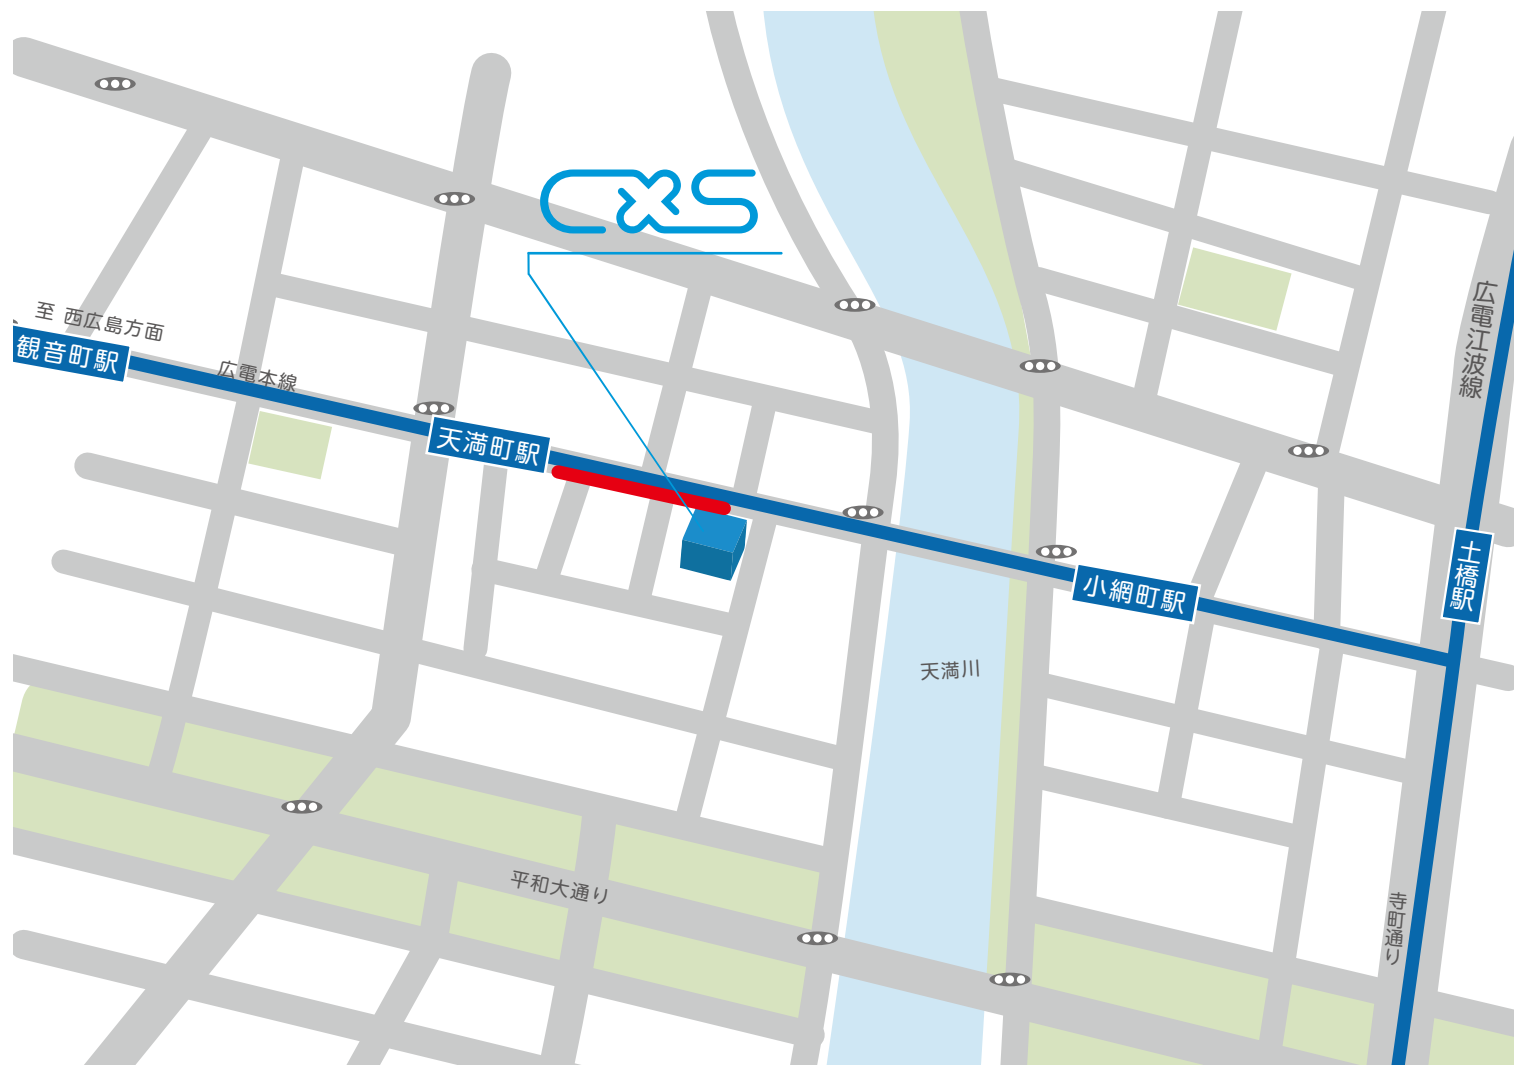 CXS
至 西広島方面
観音町駅
広電本線
天満町駅
広電江波線
土橋駅
小網町駅
天満川
平和大通り
寺町通り